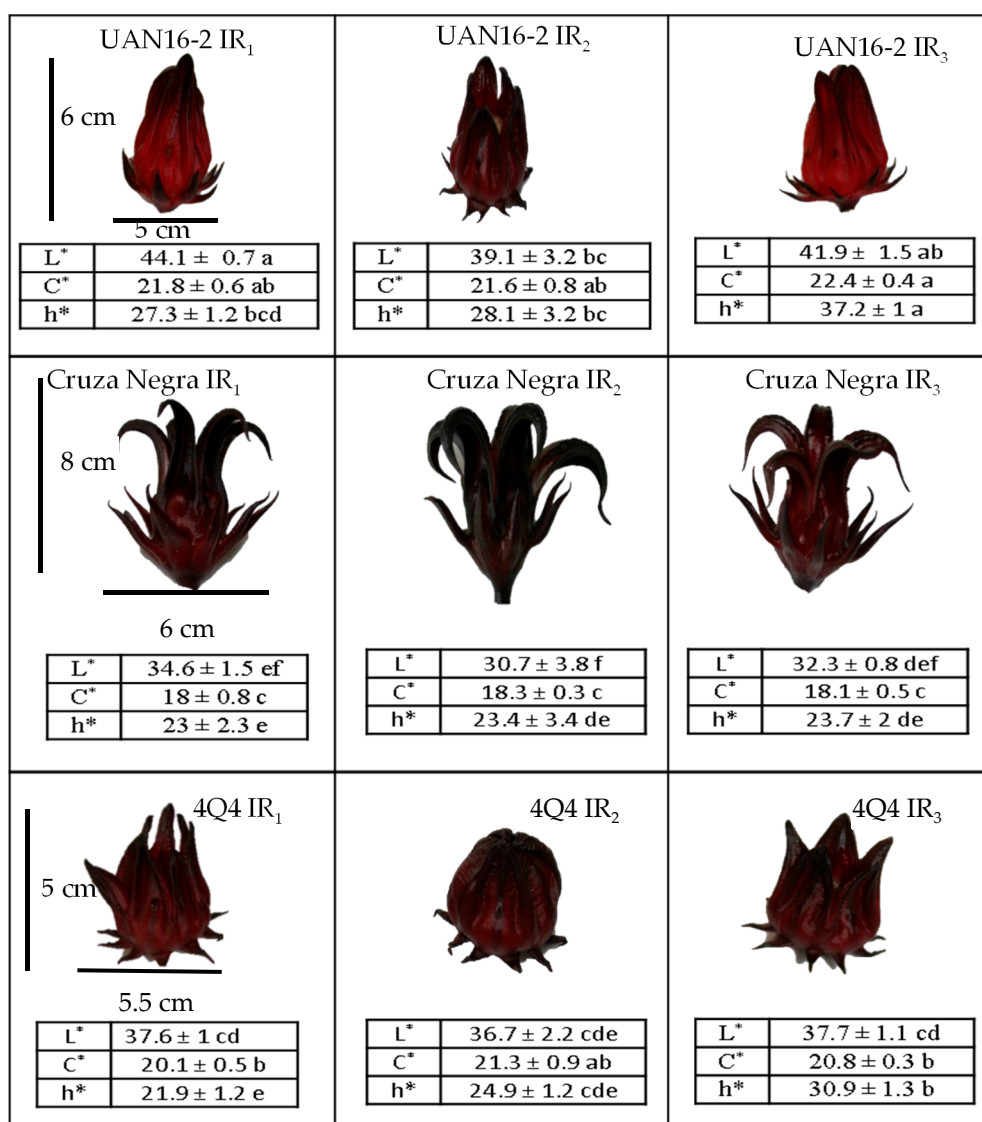 UAN16-2 IR₁
6 cm
5 cm
L* 44.1 ± 0.7 a
C* 21.8 ± 0.6 ab
h* 27.3 ± 1.2 bcd
UAN16-2 IR₂
L* 39.1 ± 3.2 bc
C* 21.6 ± 0.8 ab
h* 28.1 ± 3.2 bc
UAN16-2 IR₃
L* 41.9 ± 1.5 ab
C* 22.4 ± 0.4 a
h* 37.2 ± 1 a
Cruza Negra IR₁
8 cm
6 cm
L* 34.6 ± 1.5 ef
C* 18 ± 0.8 c
h* 23 ± 2.3 e
Cruza Negra IR₂
L* 30.7 ± 3.8 f
C* 18.3 ± 0.3 c
h* 23.4 ± 3.4 de
Cruza Negra IR₃
L* 32.3 ± 0.8 def
C* 18.1 ± 0.5 c
h* 23.7 ± 2 de
4Q4 IR₁
5 cm
5.5 cm
L* 37.6 ± 1 cd
C* 20.1 ± 0.5 b
h* 21.9 ± 1.2 e
4Q4 IR₂
L* 36.7 ± 2.2 cde
C* 21.3 ± 0.9 ab
h* 24.9 ± 1.2 cde
4Q4 IR₃
L* 37.7 ± 1.1 cd
C* 20.8 ± 0.3 b
h* 30.9 ± 1.3 b